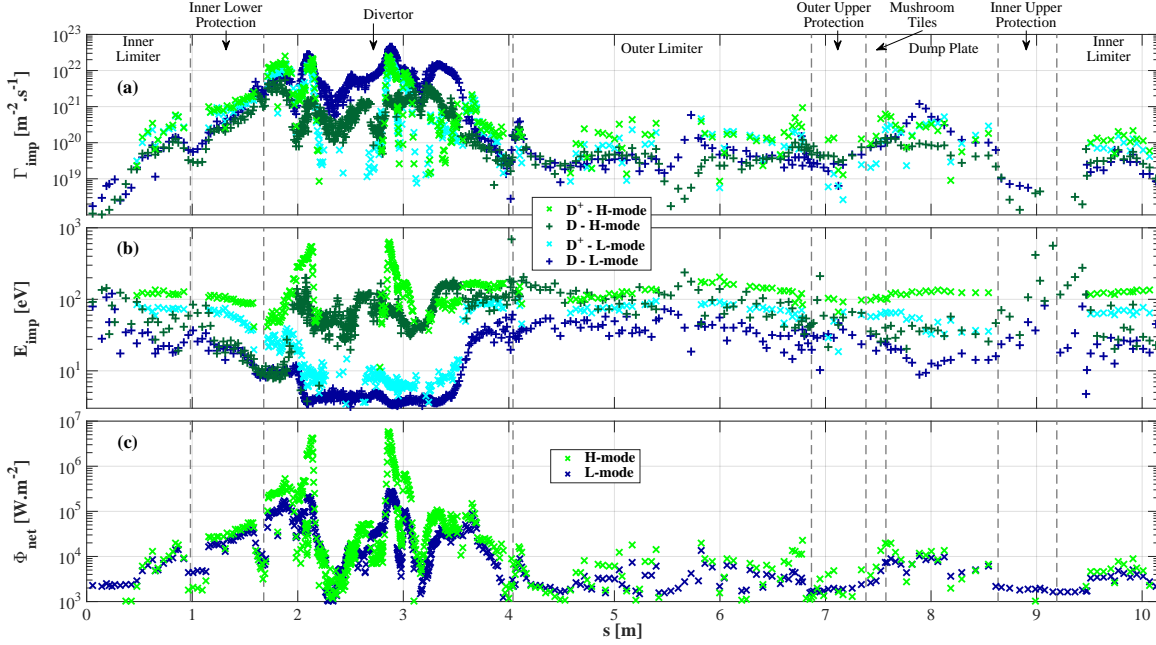 Inner Lower
Protection
Divertor
Outer Upper
Protection
Mushroom
Tiles
Inner Upper
Protection
Inner
Limiter
Outer Limiter
Dump Plate
Inner
Limiter
10^23
10^22
10^21
10^20
10^19
Γ_imp [m^-2.s^-1]
(a)
D^+ - H-mode
D - H-mode
D^+ - L-mode
D - L-mode
10^3
10^2
10^1
E_imp [eV]
(b)
10^7
10^6
10^5
10^4
10^3
Φ_net [W.m^-2]
(c)
H-mode
L-mode
0 1 2 3 4 5 6 7 8 9 10
s [m]